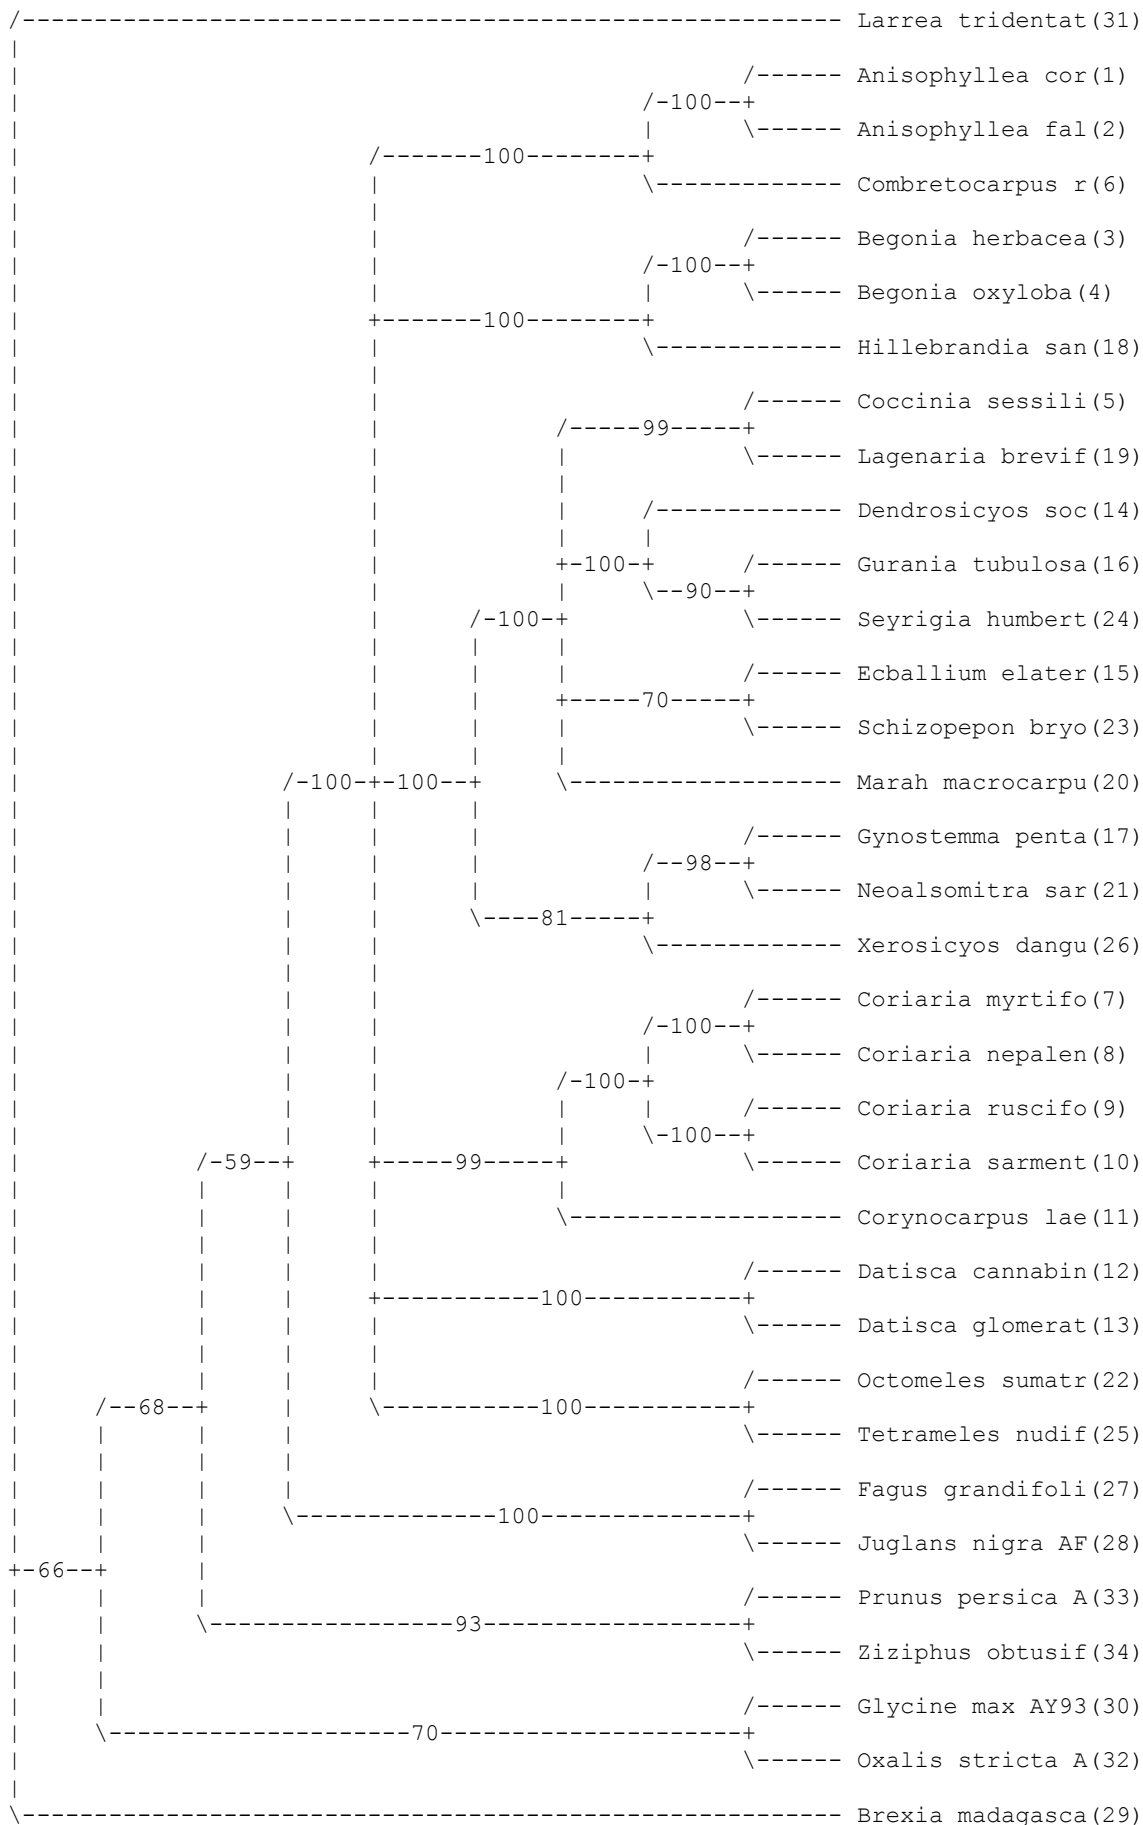 Larrea tridentat(31)
Anisophyllea cor(1)
100
Anisophyllea fal(2)
100
Combretocarpus r(6)
Begonia herbacea(3)
100
Begonia oxyloba(4)
100
Hillebrandia san(18)
Coccinia sessili(5)
99
Lagenaria brevif(19)
Dendrosicyos soc(14)
100 Gurania tubulosa(16)
90
100 Seyrigia humbert(24)
Ecballium elater(15)
70
Schizopepon bryo(23)
100 100 Marah macrocarpu(20)
Gynostemma penta(17)
98
Neoalsomitra sar(21)
81
Xerosicyos dangu(26)
Coriaria myrtifo(7)
100
Coriaria nepalen(8)
100
Coriaria ruscifo(9)
100
59 99 Coriaria sarment(10)
Corynocarpus lae(11)
Datisca cannabin(12)
100
Datisca glomerat(13)
Octomeles sumatr(22)
68 100
Tetrameles nudif(25)
Fagus grandifoli(27)
100
Juglans nigra AF(28)
66
Prunus persica A(33)
93
Ziziphus obtusif(34)
Glycine max AY93(30)
70
Oxalis stricta A(32)
Brexia madagasca(29)